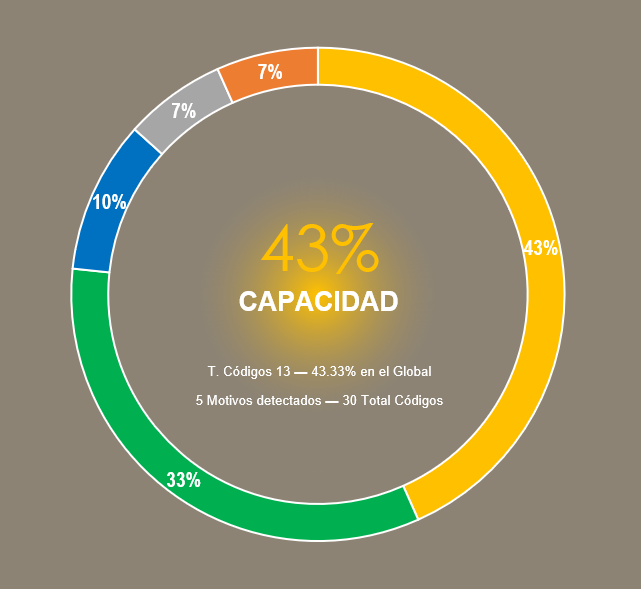 7%
7%
10%
43%
33%
43%
CAPACIDAD
T. Códigos 13 — 43.33% en el Global
5 Motivos detectados — 30 Total Códigos